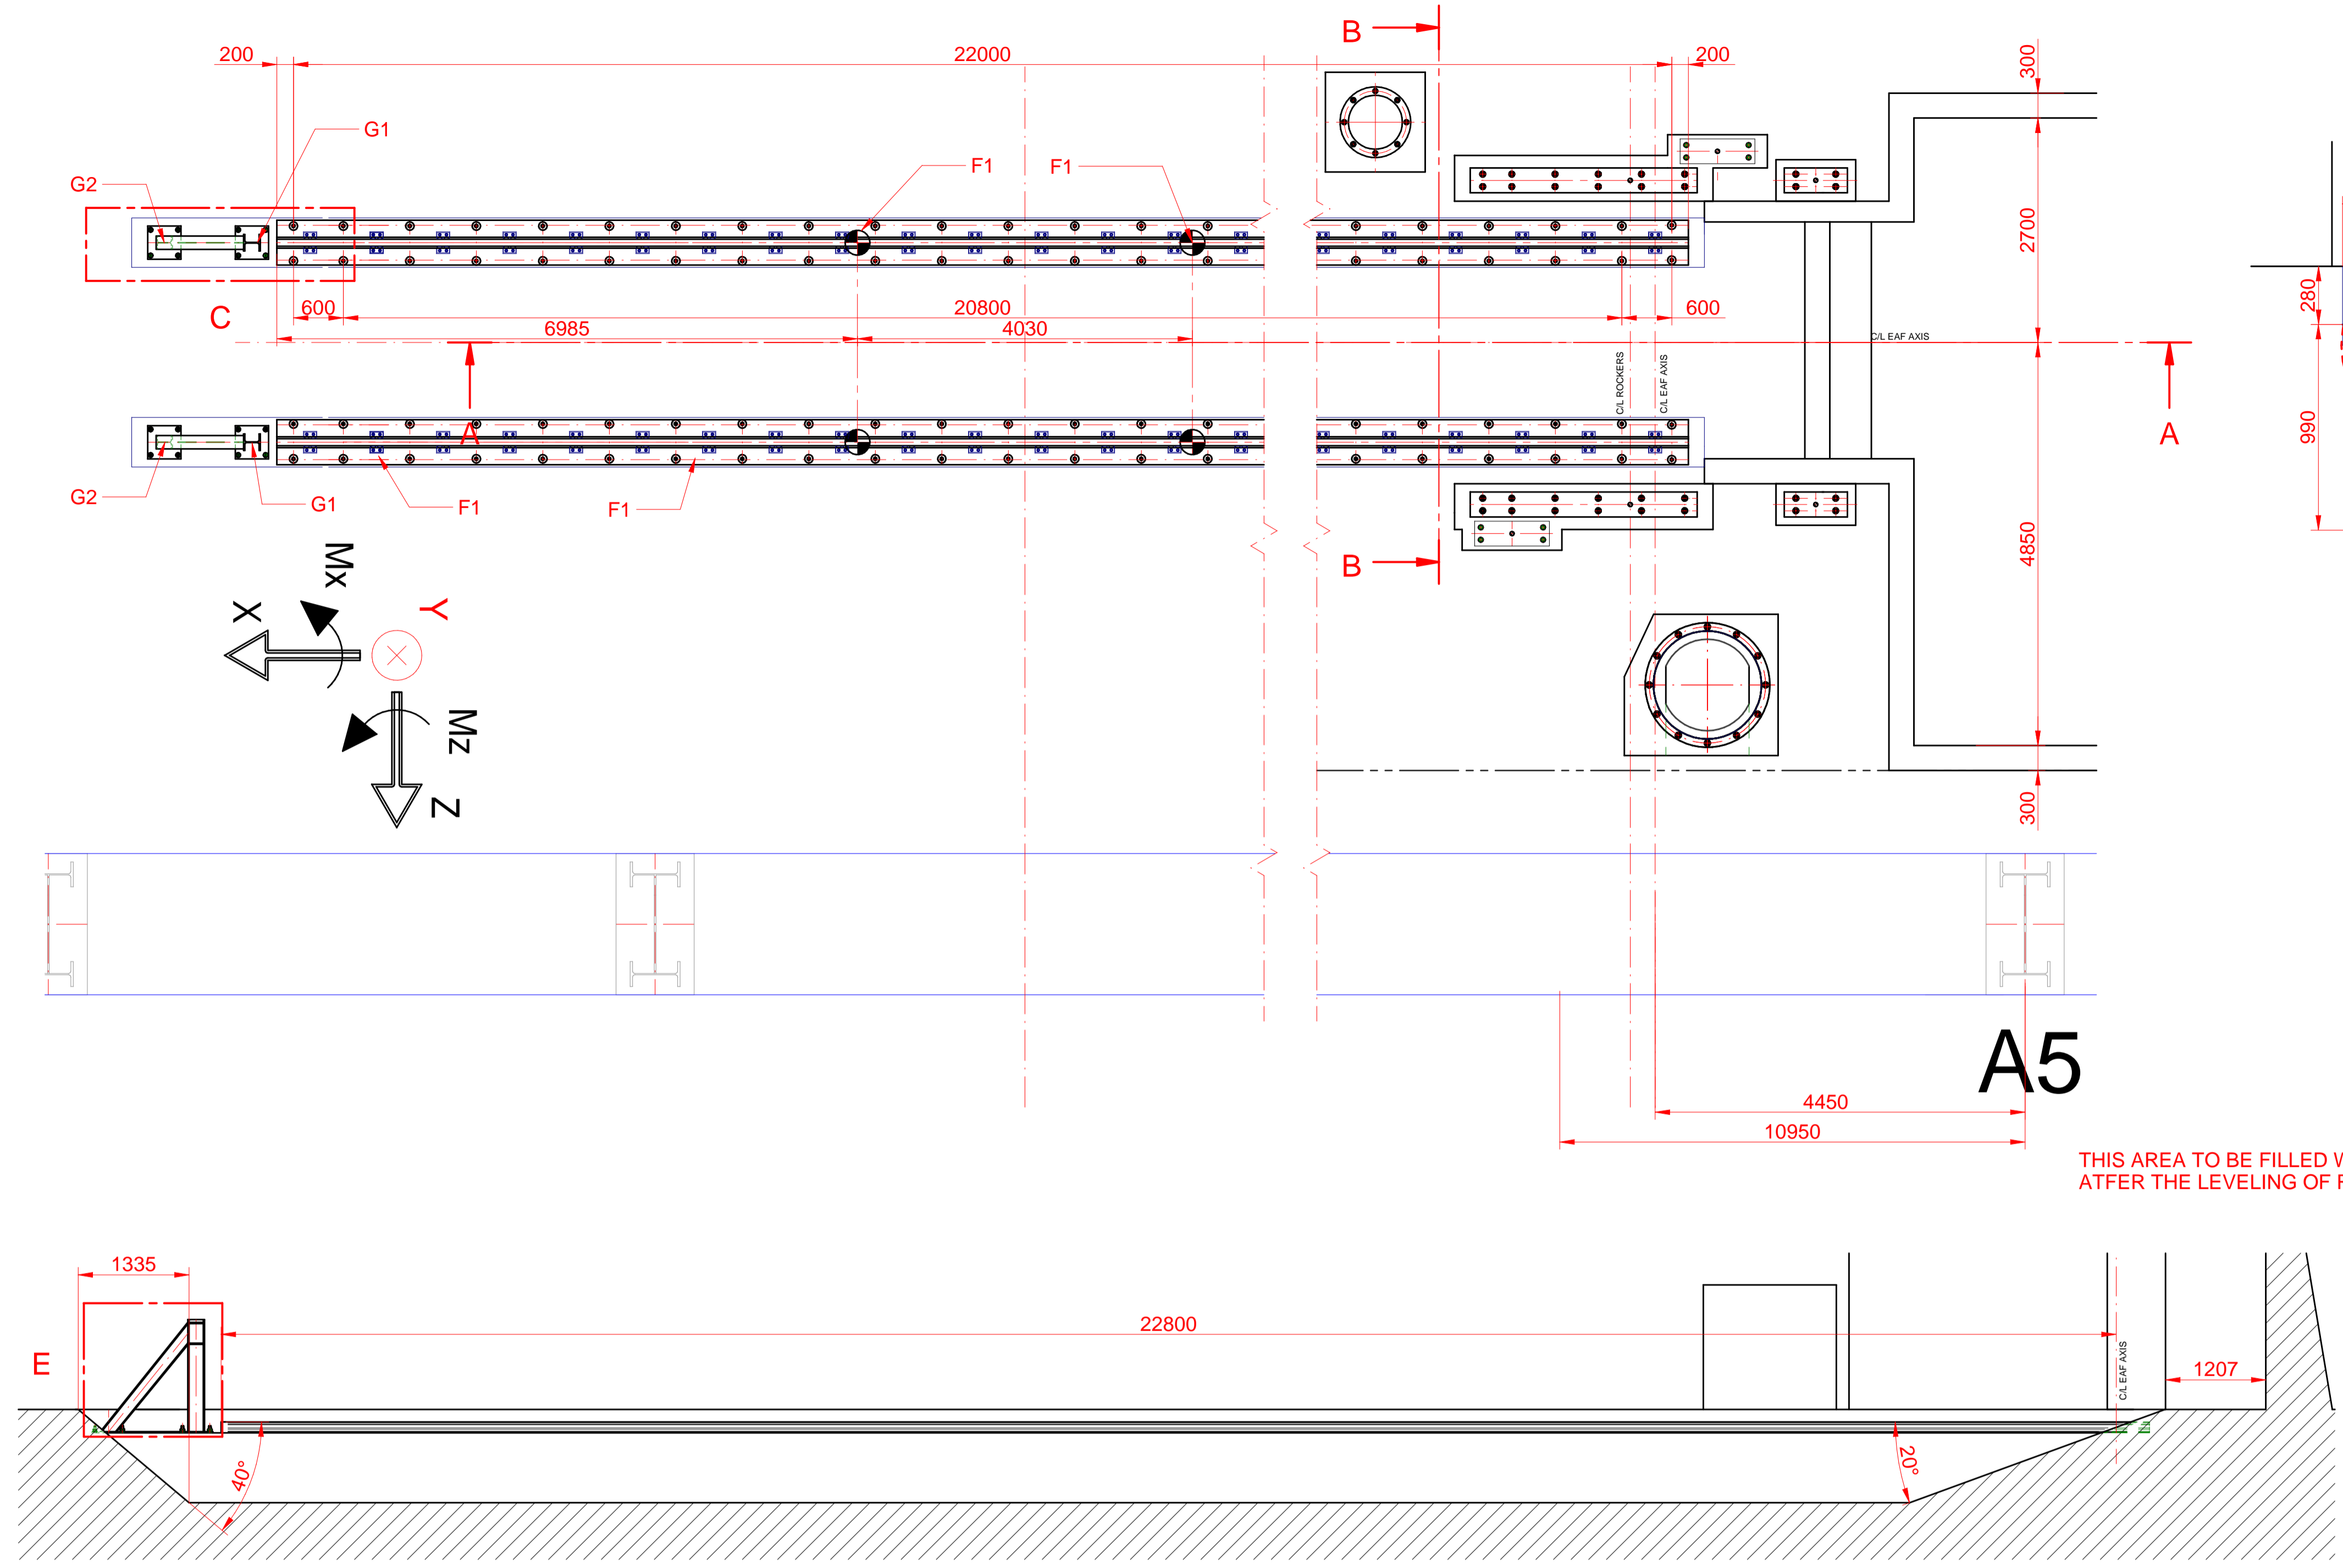 B
200
22000
200
300
G1
F1
F1
G2
2700
280
C
600
20800
600
6985
4030
C/L EAF AXIS
C/L ROCKERS
C/L EAF AXIS
A
A
990
G2
G1
F1
F1
4850
B
Mx
X
Y
Mz
Z
300
A5
4450
10950
THIS AREA TO BE FILLED
ATFER THE LEVELING OF
1335
22800
E
C/L EAF AXIS
1207
40°
20°